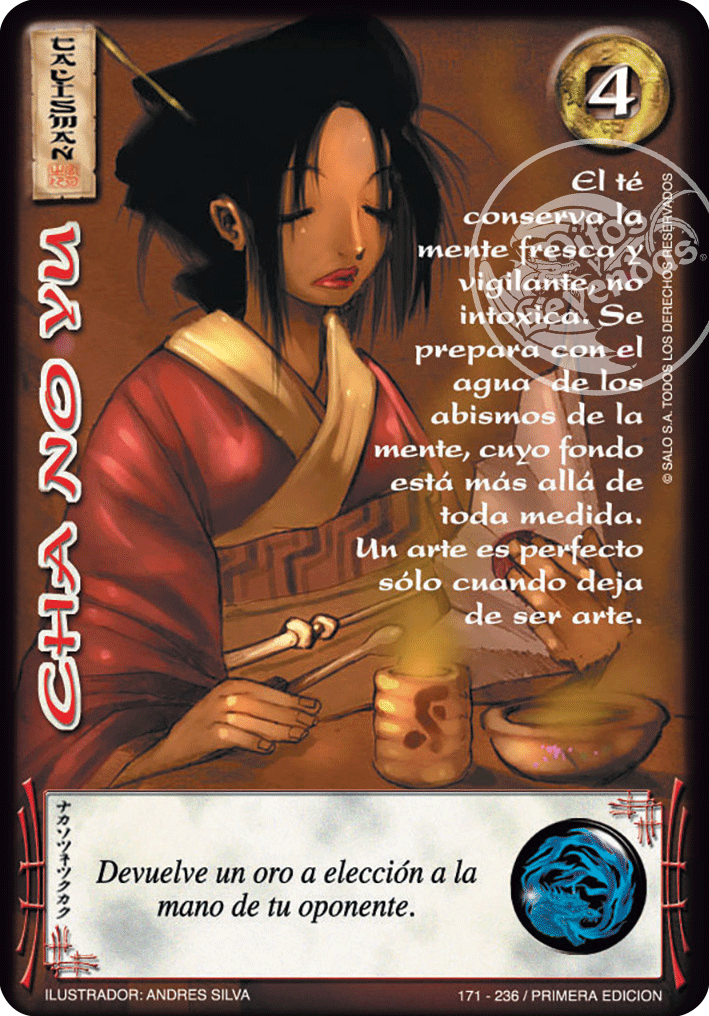 TALISMAN
4
CHA NO YU
El té
conserva la
mente fresca y
vigilante, no
intoxica. Se
prepara con el
agua de los
abismos de la
mente, cuyo fondo
está más allá de
toda medida.
Un arte es perfecto
sólo cuando deja
de ser arte.
Mitos
y
Leyendas®
© SALO S.A. TODOS LOS DERECHOS RESERVADOS
ナカソツネツクカク
Devuelve un oro a elección a la
mano de tu oponente.
ILUSTRADOR: ANDRES SILVA
171 - 236 / PRIMERA EDICION